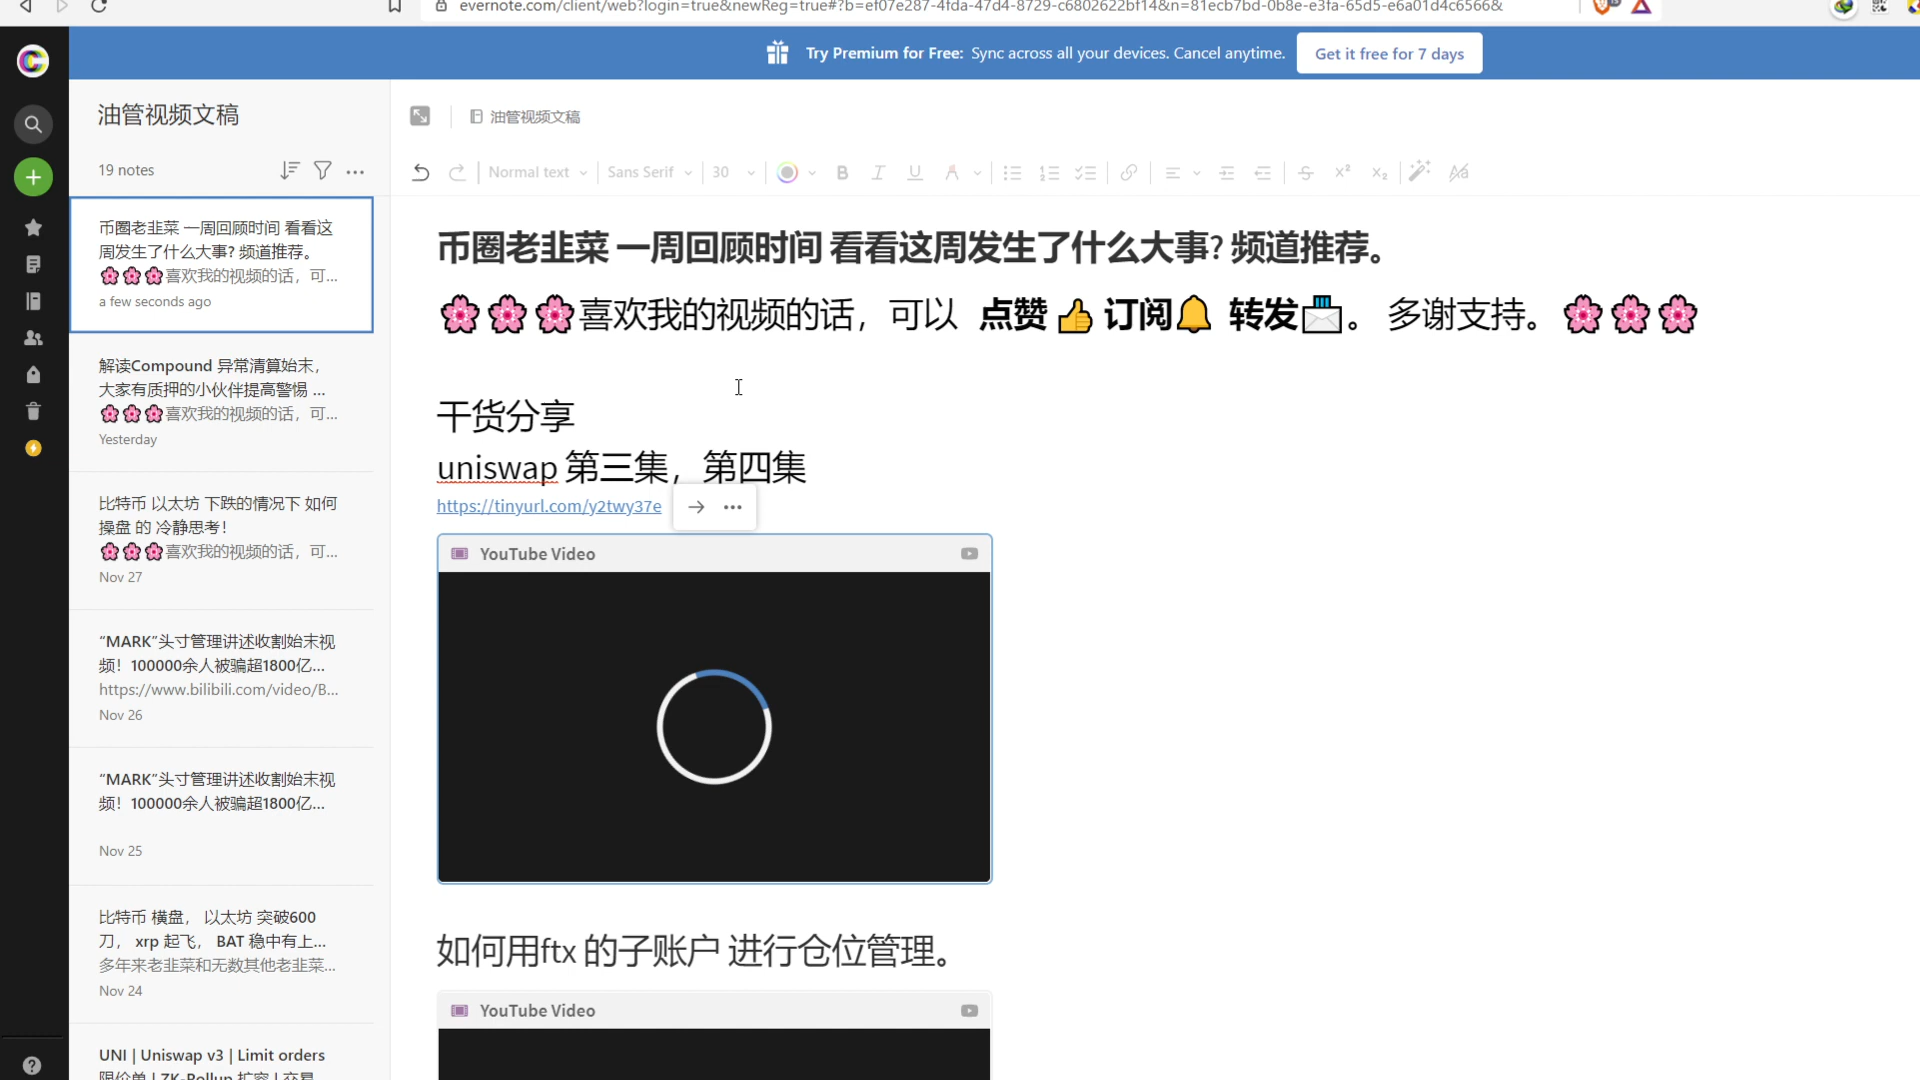 evernote.com/client/web?login=true&newReg=true#?b=ef07e287-4fda-47d4-8729-c6802622bf14&n=81ecb7bd-0b8e-e3fa-65d5-e6a01d4c6566&
Try Premium for Free: Sync across all your devices. Cancel anytime.
Get it free for 7 days
油管视频文稿
19 notes
币圈老韭菜 一周回顾时间 看看这
周发生了什么大事? 频道推荐。
🌸🌸🌸喜欢我的视频的话，可...
a few seconds ago
解读Compound 异常清算始末，
大家有质押的小伙伴提高警惕 ...
🌸🌸🌸喜欢我的视频的话，可...
Yesterday
比特币 以太坊 下跌的情况下 如何
操盘 的 冷静思考！
🌸🌸🌸喜欢我的视频的话，可...
Nov 27
“MARK”头寸管理讲述收割始末视
频！100000余人被骗超1800亿...
https://www.bilibili.com/video/B...
Nov 26
“MARK”头寸管理讲述收割始末视
频！100000余人被骗超1800亿...
Nov 25
比特币 横盘， 以太坊 突破600
刀， xrp 起飞， BAT 稳中有上...
多年来老韭菜和无数其他老韭菜...
Nov 24
UNI | Uniswap v3 | Limit orders
限价单 | ZK-Rollup 扩容 | 交易
油管视频文稿
Normal text
Sans Serif
30
币圈老韭菜 一周回顾时间 看看这周发生了什么大事? 频道推荐。
🌸🌸🌸喜欢我的视频的话，可以 点赞👍 订阅🔔 转发📨。 多谢支持。🌸🌸🌸
干货分享
uniswap 第三集，第四集
https://tinyurl.com/y2twy37e
YouTube Video
如何用ftx 的子账户 进行仓位管理。
YouTube Video